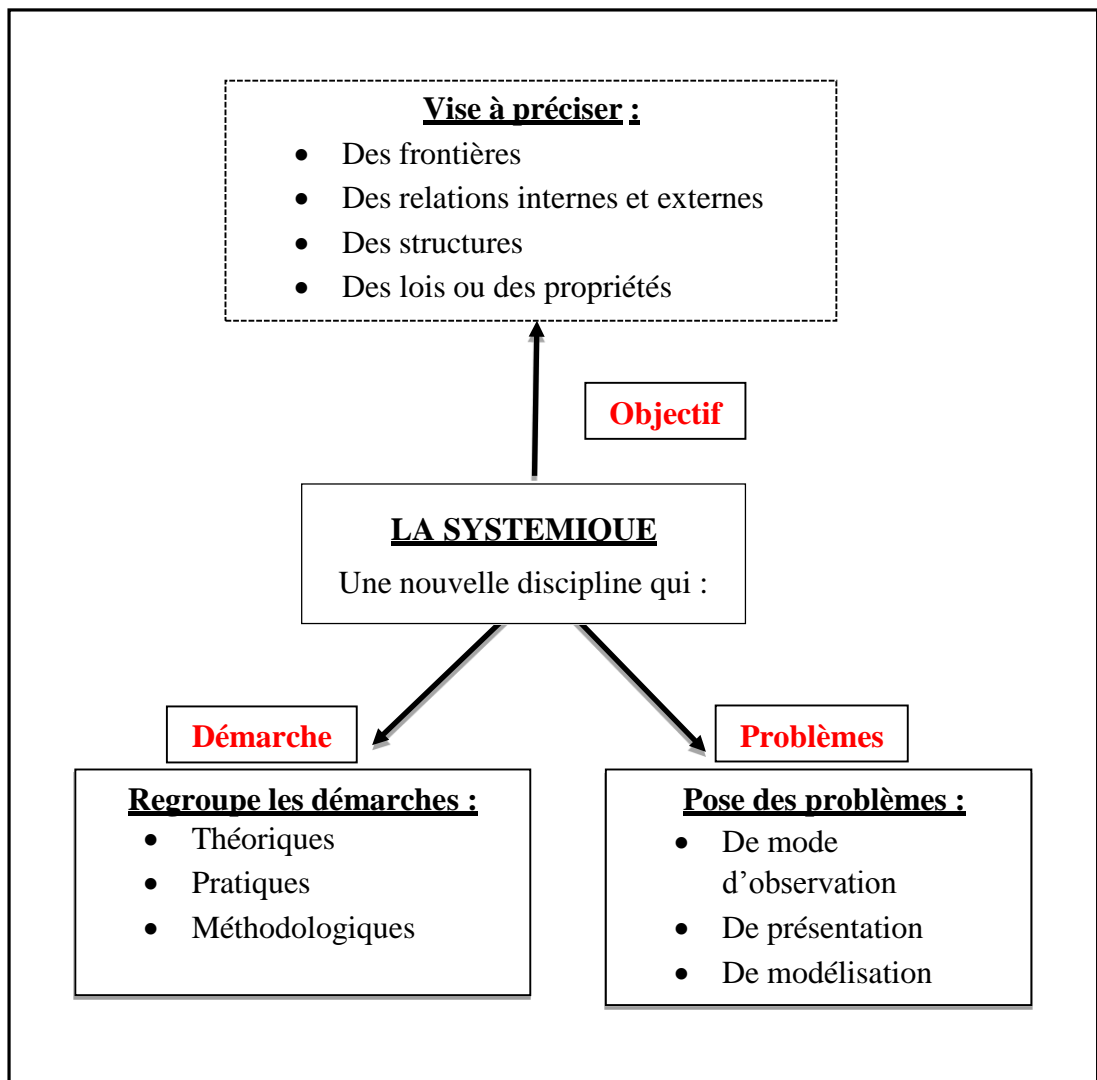 Vise à préciser :
• Des frontières
• Des relations internes et externes
• Des structures
• Des lois ou des propriétés
Objectif
LA SYSTEMIQUE
Une nouvelle discipline qui :
Démarche
Regroupe les démarches :
• Théoriques
• Pratiques
• Méthodologiques
Problèmes
Pose des problèmes :
• De mode
d’observation
• De présentation
• De modélisation